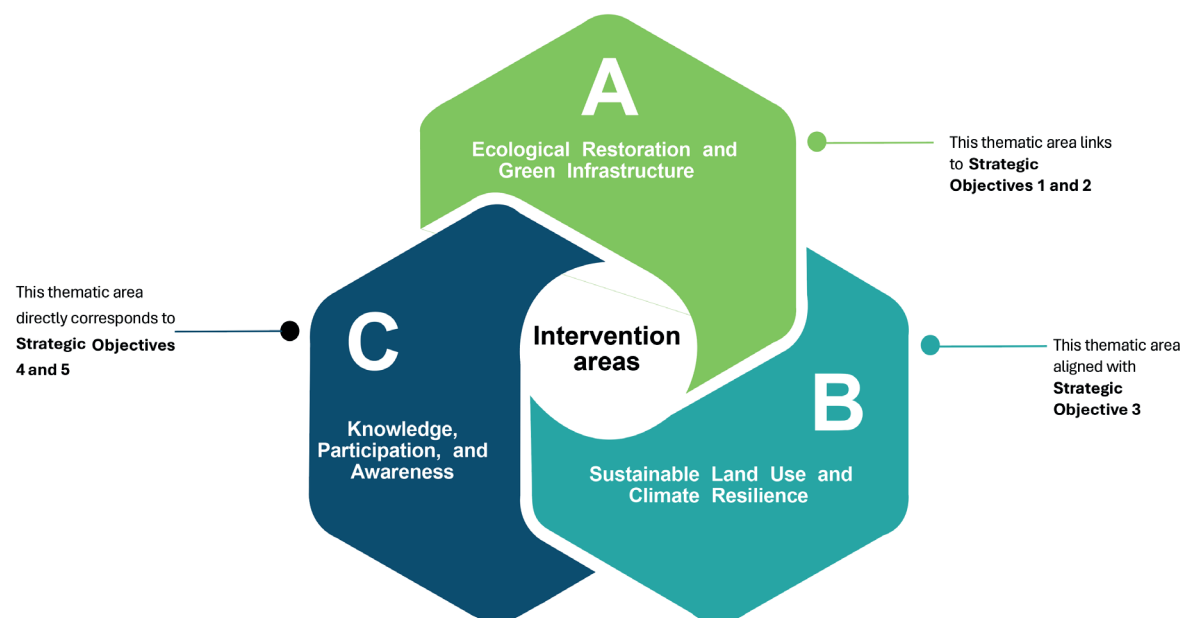 A
Ecological Restoration and
Green Infrastructure
This thematic area links
to Strategic
Objectives 1 and 2
This thematic area
directly corresponds to
Strategic Objectives
4 and 5
C
Knowledge,
Participation, and
Awareness
Intervention
areas
This thematic area
aligned with
Strategic
Objective 3
B
Sustainable Land Use and
Climate Resilience